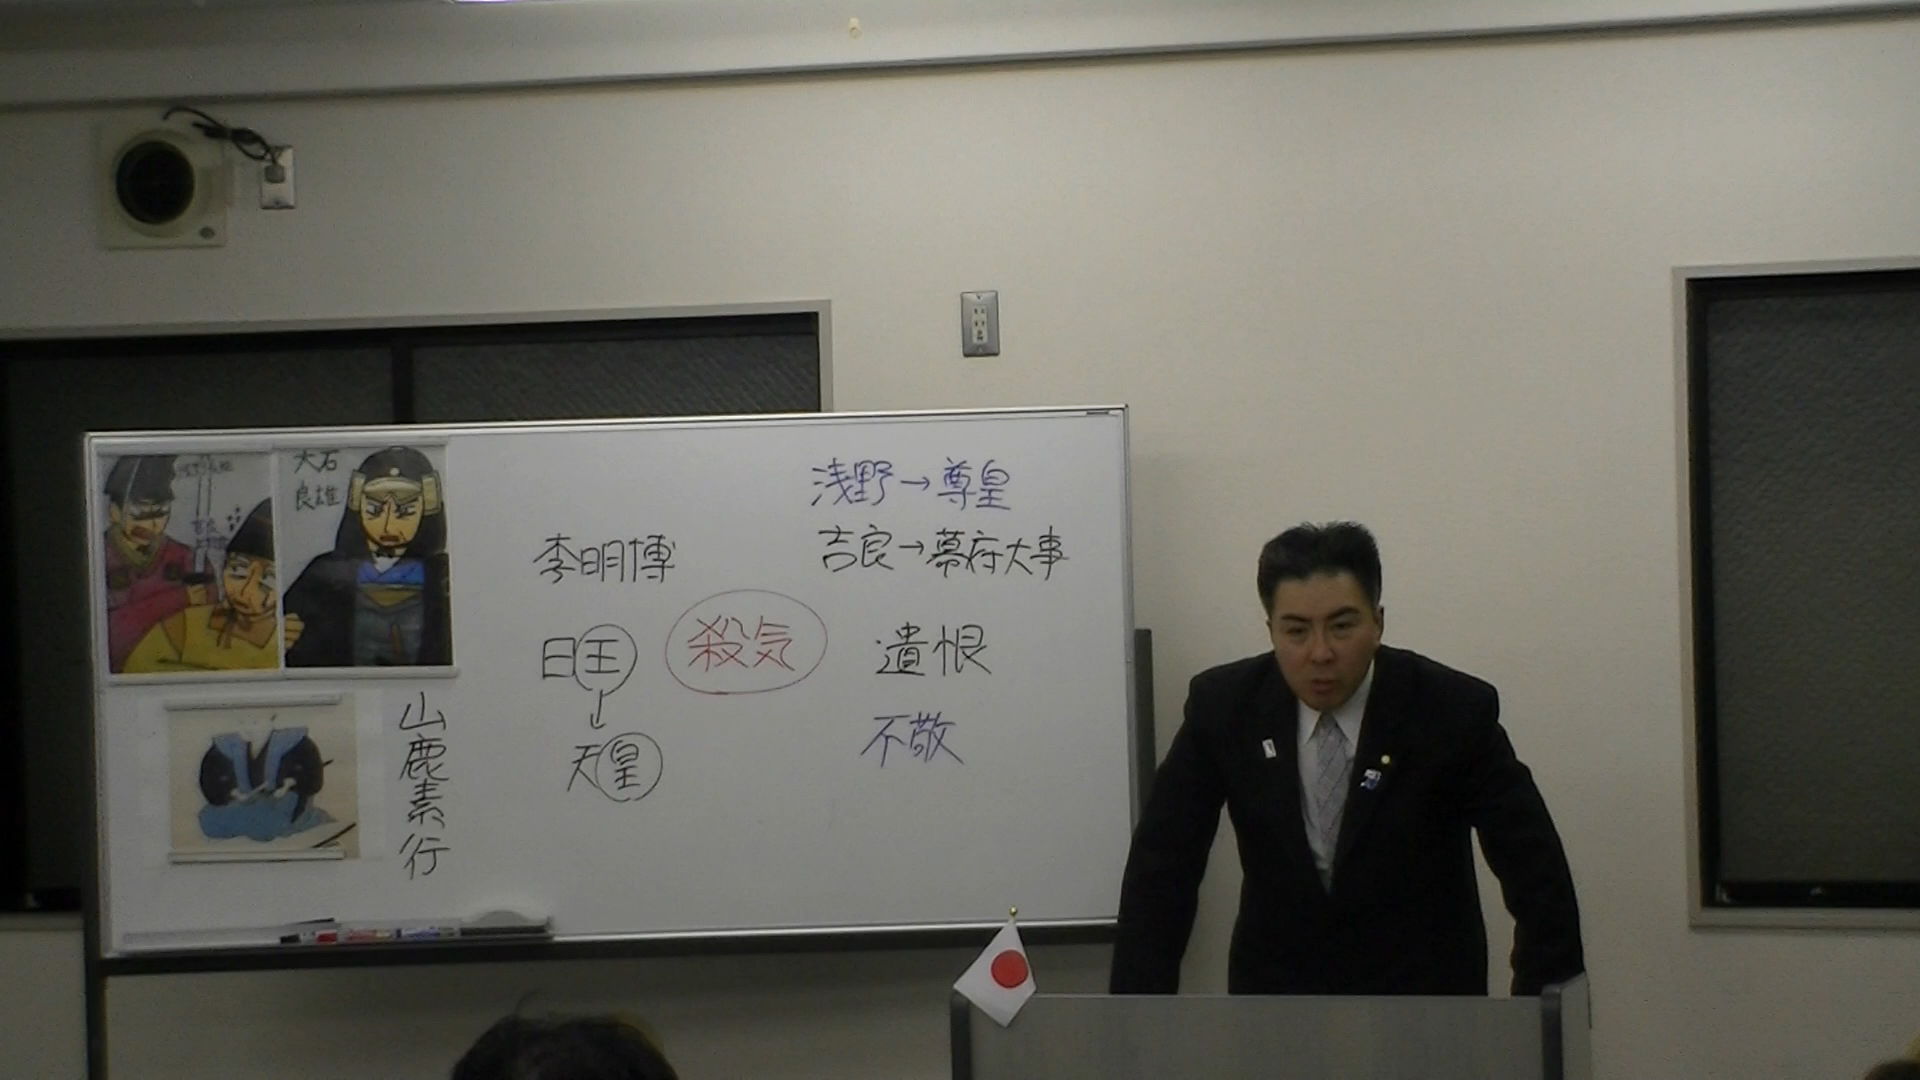 大石
良雄
山鹿素行
李明博
日王
天皇
殺気
浅野→尊皇
吉良→幕府大事
遺恨
不敬